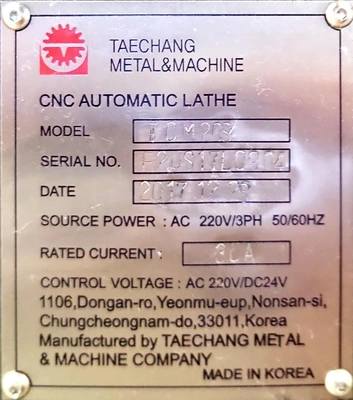 TAECHANG
METAL&MACHINE
CNC AUTOMATIC LATHE
MODEL
SERIAL NO.
DATE
SOURCE POWER : AC 220V/3PH 50/60HZ
RATED CURRENT :
CONTROL VOLTAGE : AC 220V/DC24V
1106,Dongan-ro,Yeonmu-eup,Nonsan-si,
Chungcheongnam-do,33011,Korea
Manufactured by TAECHANG METAL
& MACHINE COMPANY
MADE IN KOREA